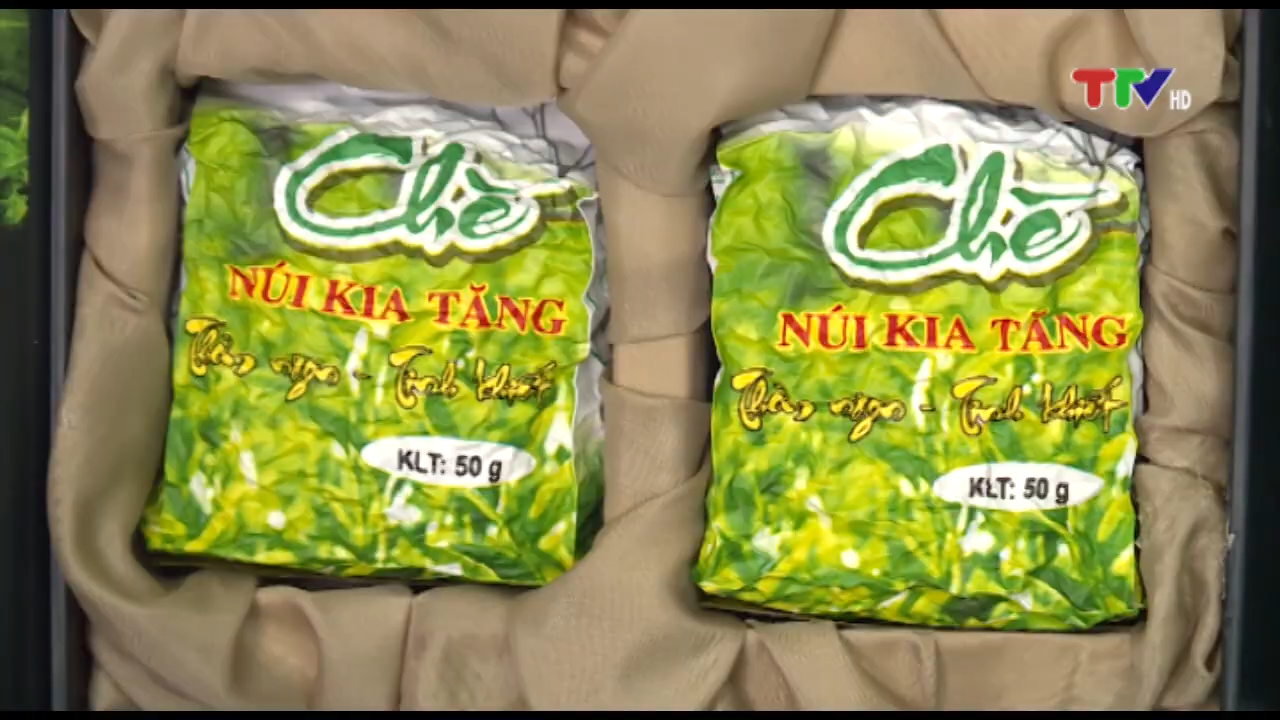 TTV HD
Chè
NÚI KIA TĂNG
Thơm ngon - Tinh khiết
KLT: 50 g
Chè
NÚI KIA TĂNG
Thơm ngon - Tinh khiết
KLT: 50 g